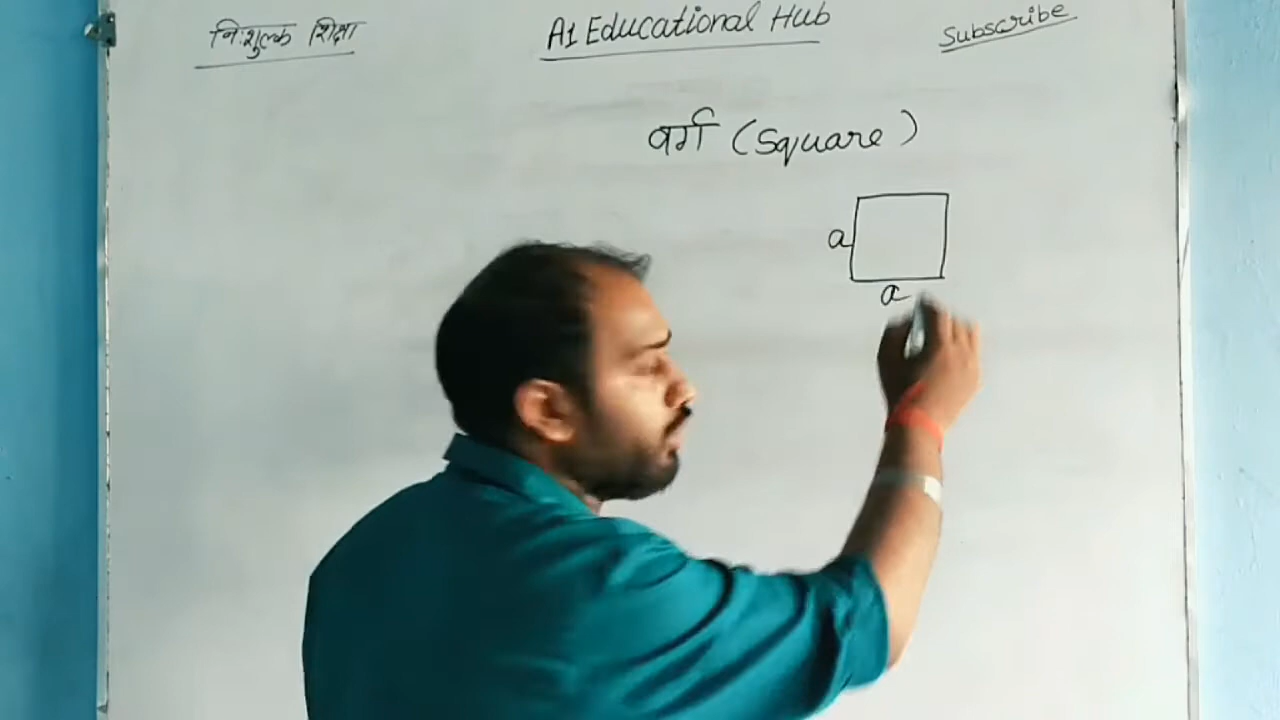 नि:शुल्क शिक्षा
A1 Educational Hub
Subscribe
वर्ग (Square)
a
a